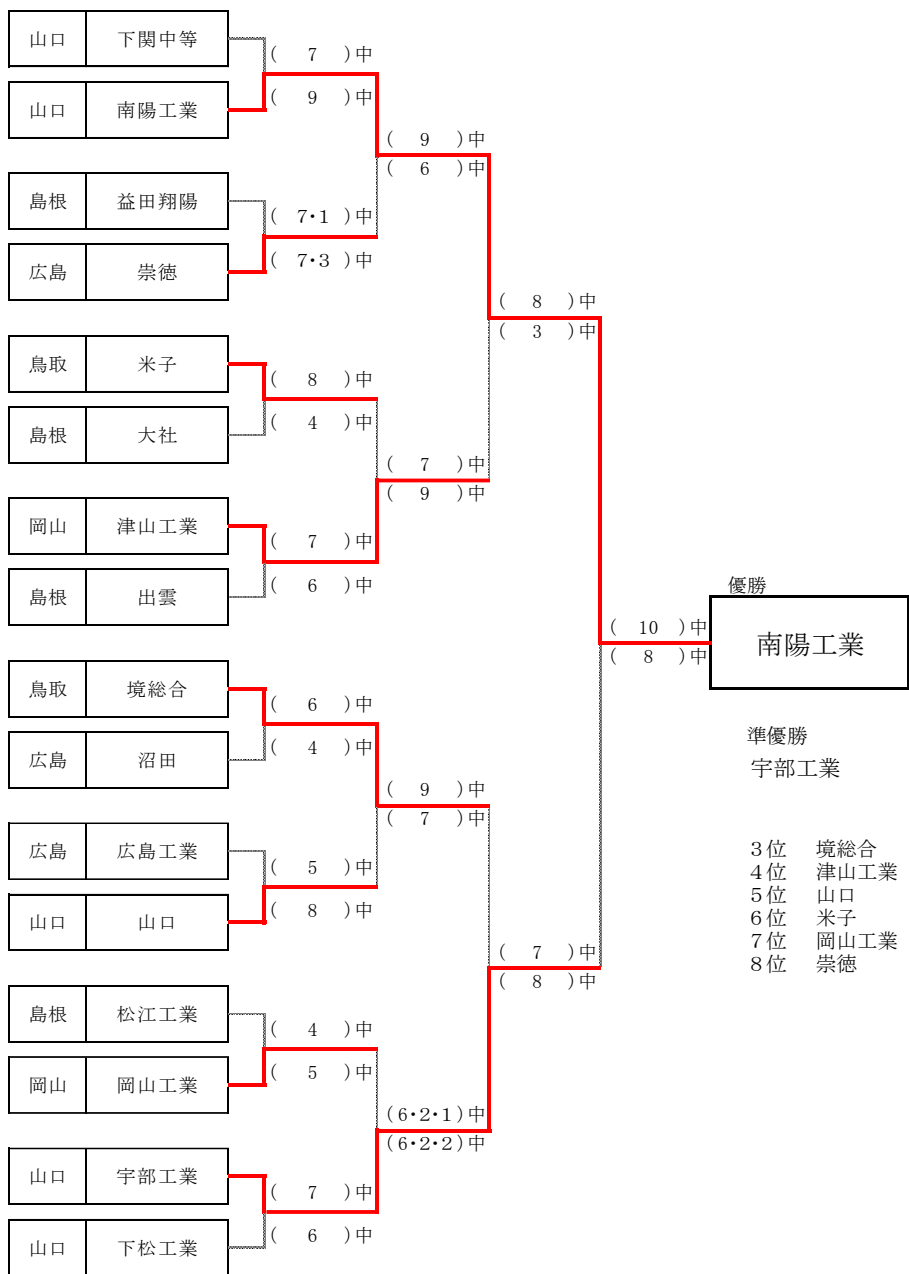 山口 下関中等
( 7 )中
山口 南陽工業
( 9 )中
( 9 )中
( 6 )中
島根 益田翔陽
( 7・1 )中
広島 崇徳
( 7・3 )中
( 8 )中
( 3 )中
鳥取 米子
( 8 )中
島根 大社
( 4 )中
( 7 )中
( 9 )中
岡山 津山工業
( 7 )中
島根 出雲
( 6 )中
優勝
( 10 )中
( 8 )中
南陽工業
鳥取 境総合
( 6 )中
広島 沼田
( 4 )中
準優勝
宇部工業
( 9 )中
( 7 )中
広島 広島工業
( 5 )中
山口 山口
( 8 )中
3位 境総合
4位 津山工業
5位 山口
6位 米子
7位 岡山工業
8位 崇徳
( 7 )中
( 8 )中
島根 松江工業
( 4 )中
岡山 岡山工業
( 5 )中
(6・2・1)中
(6・2・2)中
山口 宇部工業
( 7 )中
山口 下松工業
( 6 )中